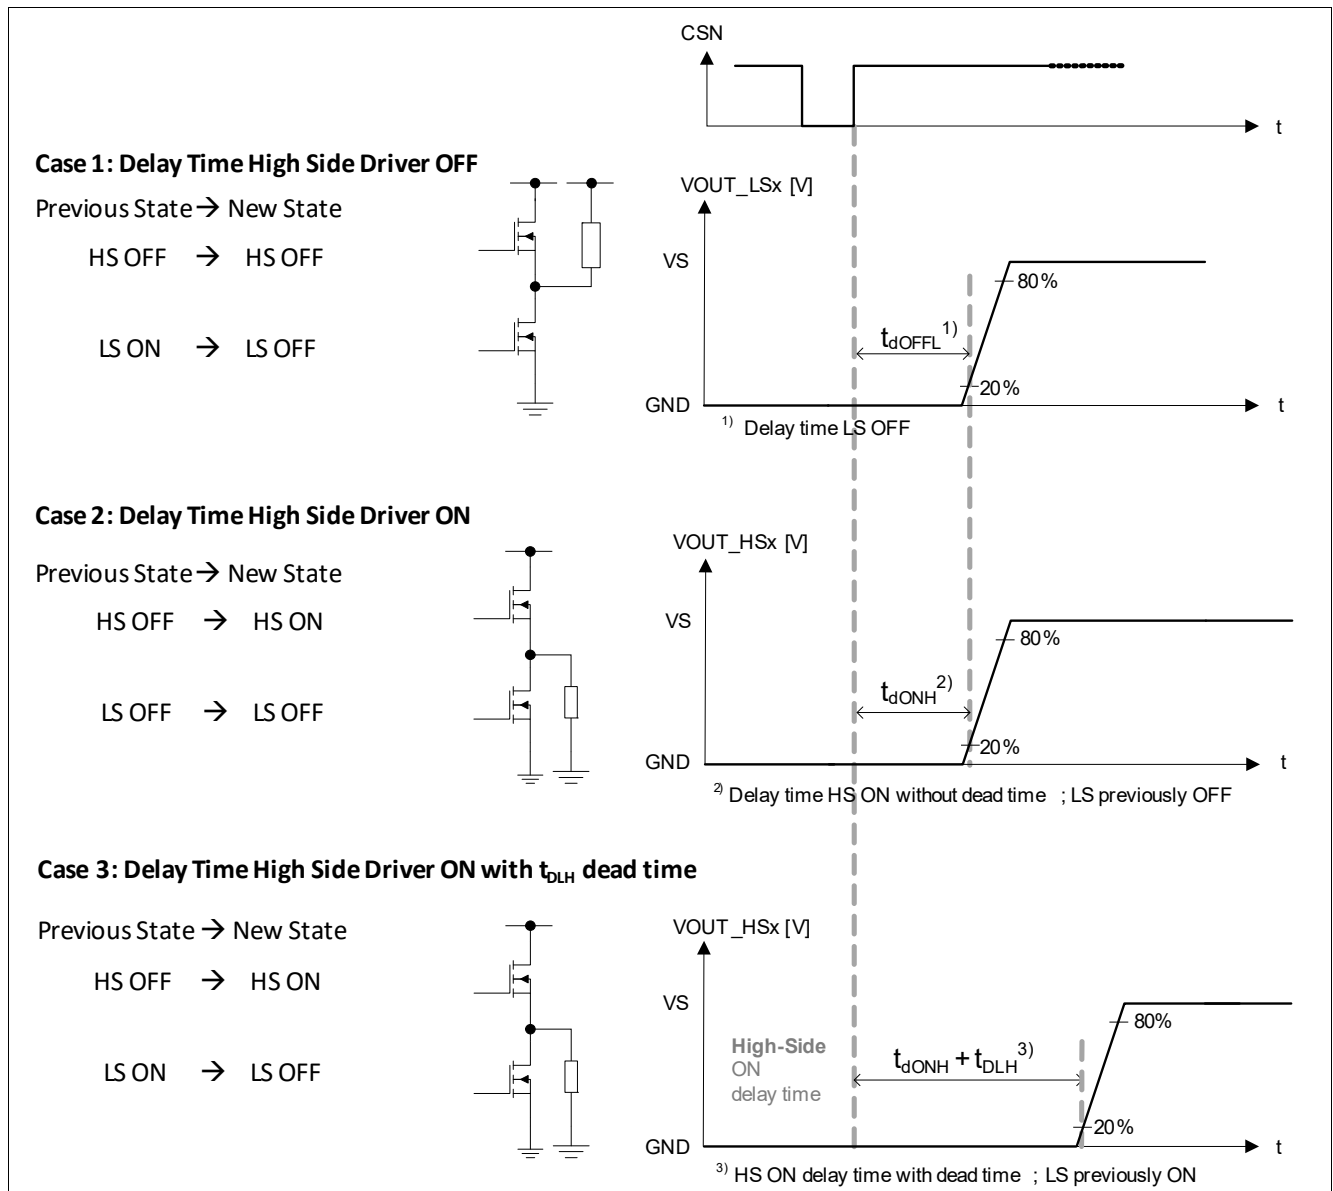 CSN
t
Case 1: Delay Time High Side Driver OFF
Previous State → New State
HS OFF → HS OFF
LS ON → LS OFF
VOUT_LSx [V]
VS
80%
tdOFFL1)
20%
GND
t
1) Delay time LS OFF
Case 2: Delay Time High Side Driver ON
Previous State → New State
HS OFF → HS ON
LS OFF → LS OFF
VOUT_HSx [V]
VS
80%
tdONH2)
20%
GND
t
2) Delay time HS ON without dead time ; LS previously OFF
Case 3: Delay Time High Side Driver ON with tDLH dead time
Previous State → New State
HS OFF → HS ON
LS ON → LS OFF
VOUT_HSx [V]
VS
80%
High-Side
ON
delay time
tdONH + tDLH3)
20%
GND
t
3) HS ON delay time with dead time ; LS previously ON